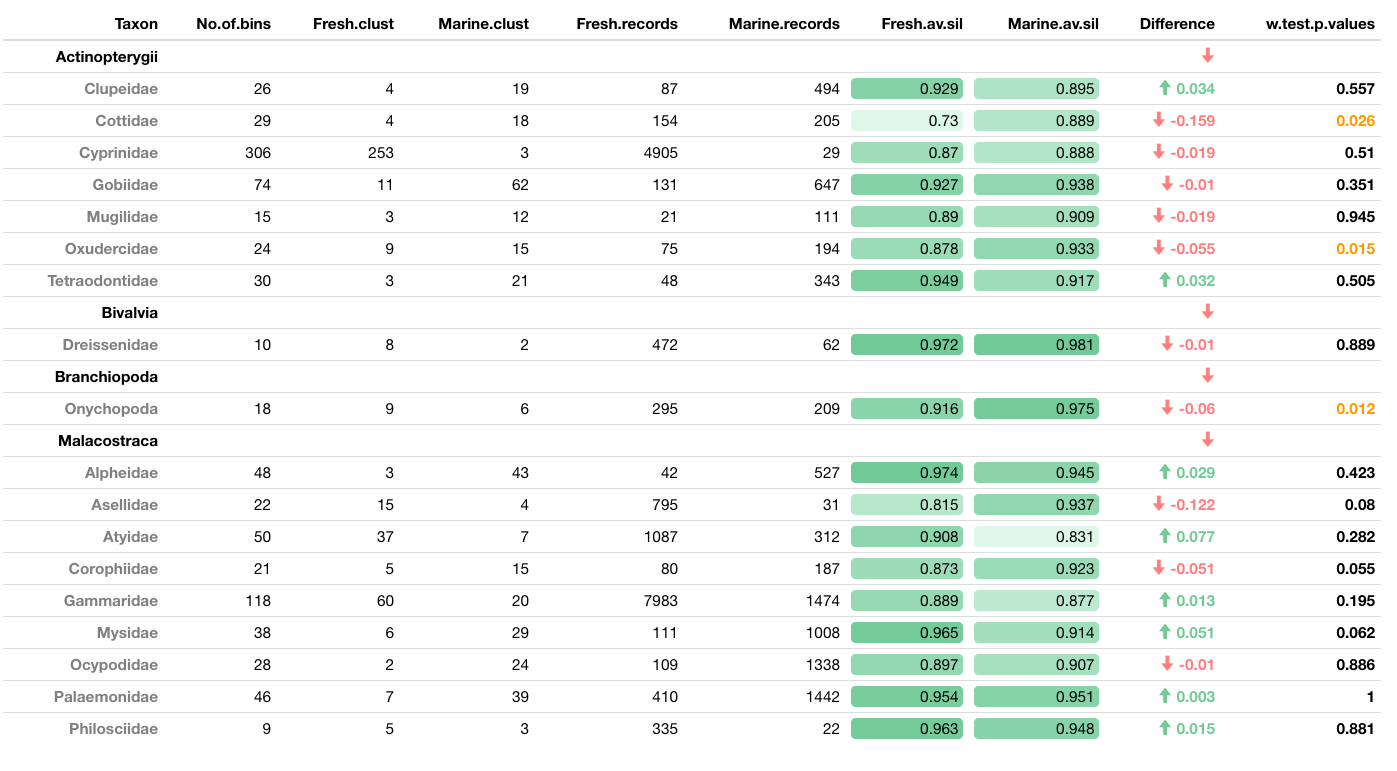 Taxon No.of.bins Fresh.clust Marine.clust Fresh.records Marine.records Fresh.av.sil Marine.av.sil Difference w.test.p.values
Actinopterygii
Clupeidae 26 4 19 87 494 0.929 0.895 0.034 0.557
Cottidae 29 4 18 154 205 0.73 0.889 -0.159 0.026
Cyprinidae 306 253 3 4905 29 0.87 0.888 -0.019 0.51
Gobiidae 74 11 62 131 647 0.927 0.938 -0.01 0.351
Mugilidae 15 3 12 21 111 0.89 0.909 -0.019 0.945
Oxudercidae 24 9 15 75 194 0.878 0.933 -0.055 0.015
Tetraodontidae 30 3 21 48 343 0.949 0.917 0.032 0.505
Bivalvia
Dreissenidae 10 8 2 472 62 0.972 0.981 -0.01 0.889
Branchiopoda
Onychopoda 18 9 6 295 209 0.916 0.975 -0.06 0.012
Malacostraca
Alpheidae 48 3 43 42 527 0.974 0.945 0.029 0.423
Asellidae 22 15 4 795 31 0.815 0.937 -0.122 0.08
Atyidae 50 37 7 1087 312 0.908 0.831 0.077 0.282
Corophiidae 21 5 15 80 187 0.873 0.923 -0.051 0.055
Gammaridae 118 60 20 7983 1474 0.889 0.877 0.013 0.195
Mysidae 38 6 29 111 1008 0.965 0.914 0.051 0.062
Ocypodidae 28 2 24 109 1338 0.897 0.907 -0.01 0.886
Palaemonidae 46 7 39 410 1442 0.954 0.951 0.003 1
Philosciidae 9 5 3 335 22 0.963 0.948 0.015 0.881